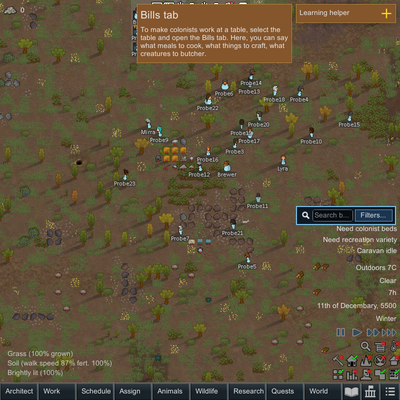 0
Bills tab
To make colonists work at a table, select the
table and open the Bills tab. Here, you can say
what meals to cook, what things to craft, what
creatures to butcher.
Learning helper
Probe14
Probe6
Probe13
Probe18
Probe4
Probe22
Probe20
Probe15
Mirra
Probe9
Probe17
Probe10
Probe3
Probe16
Lyra
Probe12
Brewer
Probe28
Probe11
Search b...
Filters...
Probe21
Need colonist beds
Need recreation variety
Caravan idle
Probe5
Outdoors 7C
Clear
7h
11th of Decembary, 5500
Winter
Grass (100% grown)
Soil (walk speed 87% fert. 100%)
Brightly lit (100%)
Architect
Work
Schedule
Assign
Animals
Wildlife
Research
Quests
World